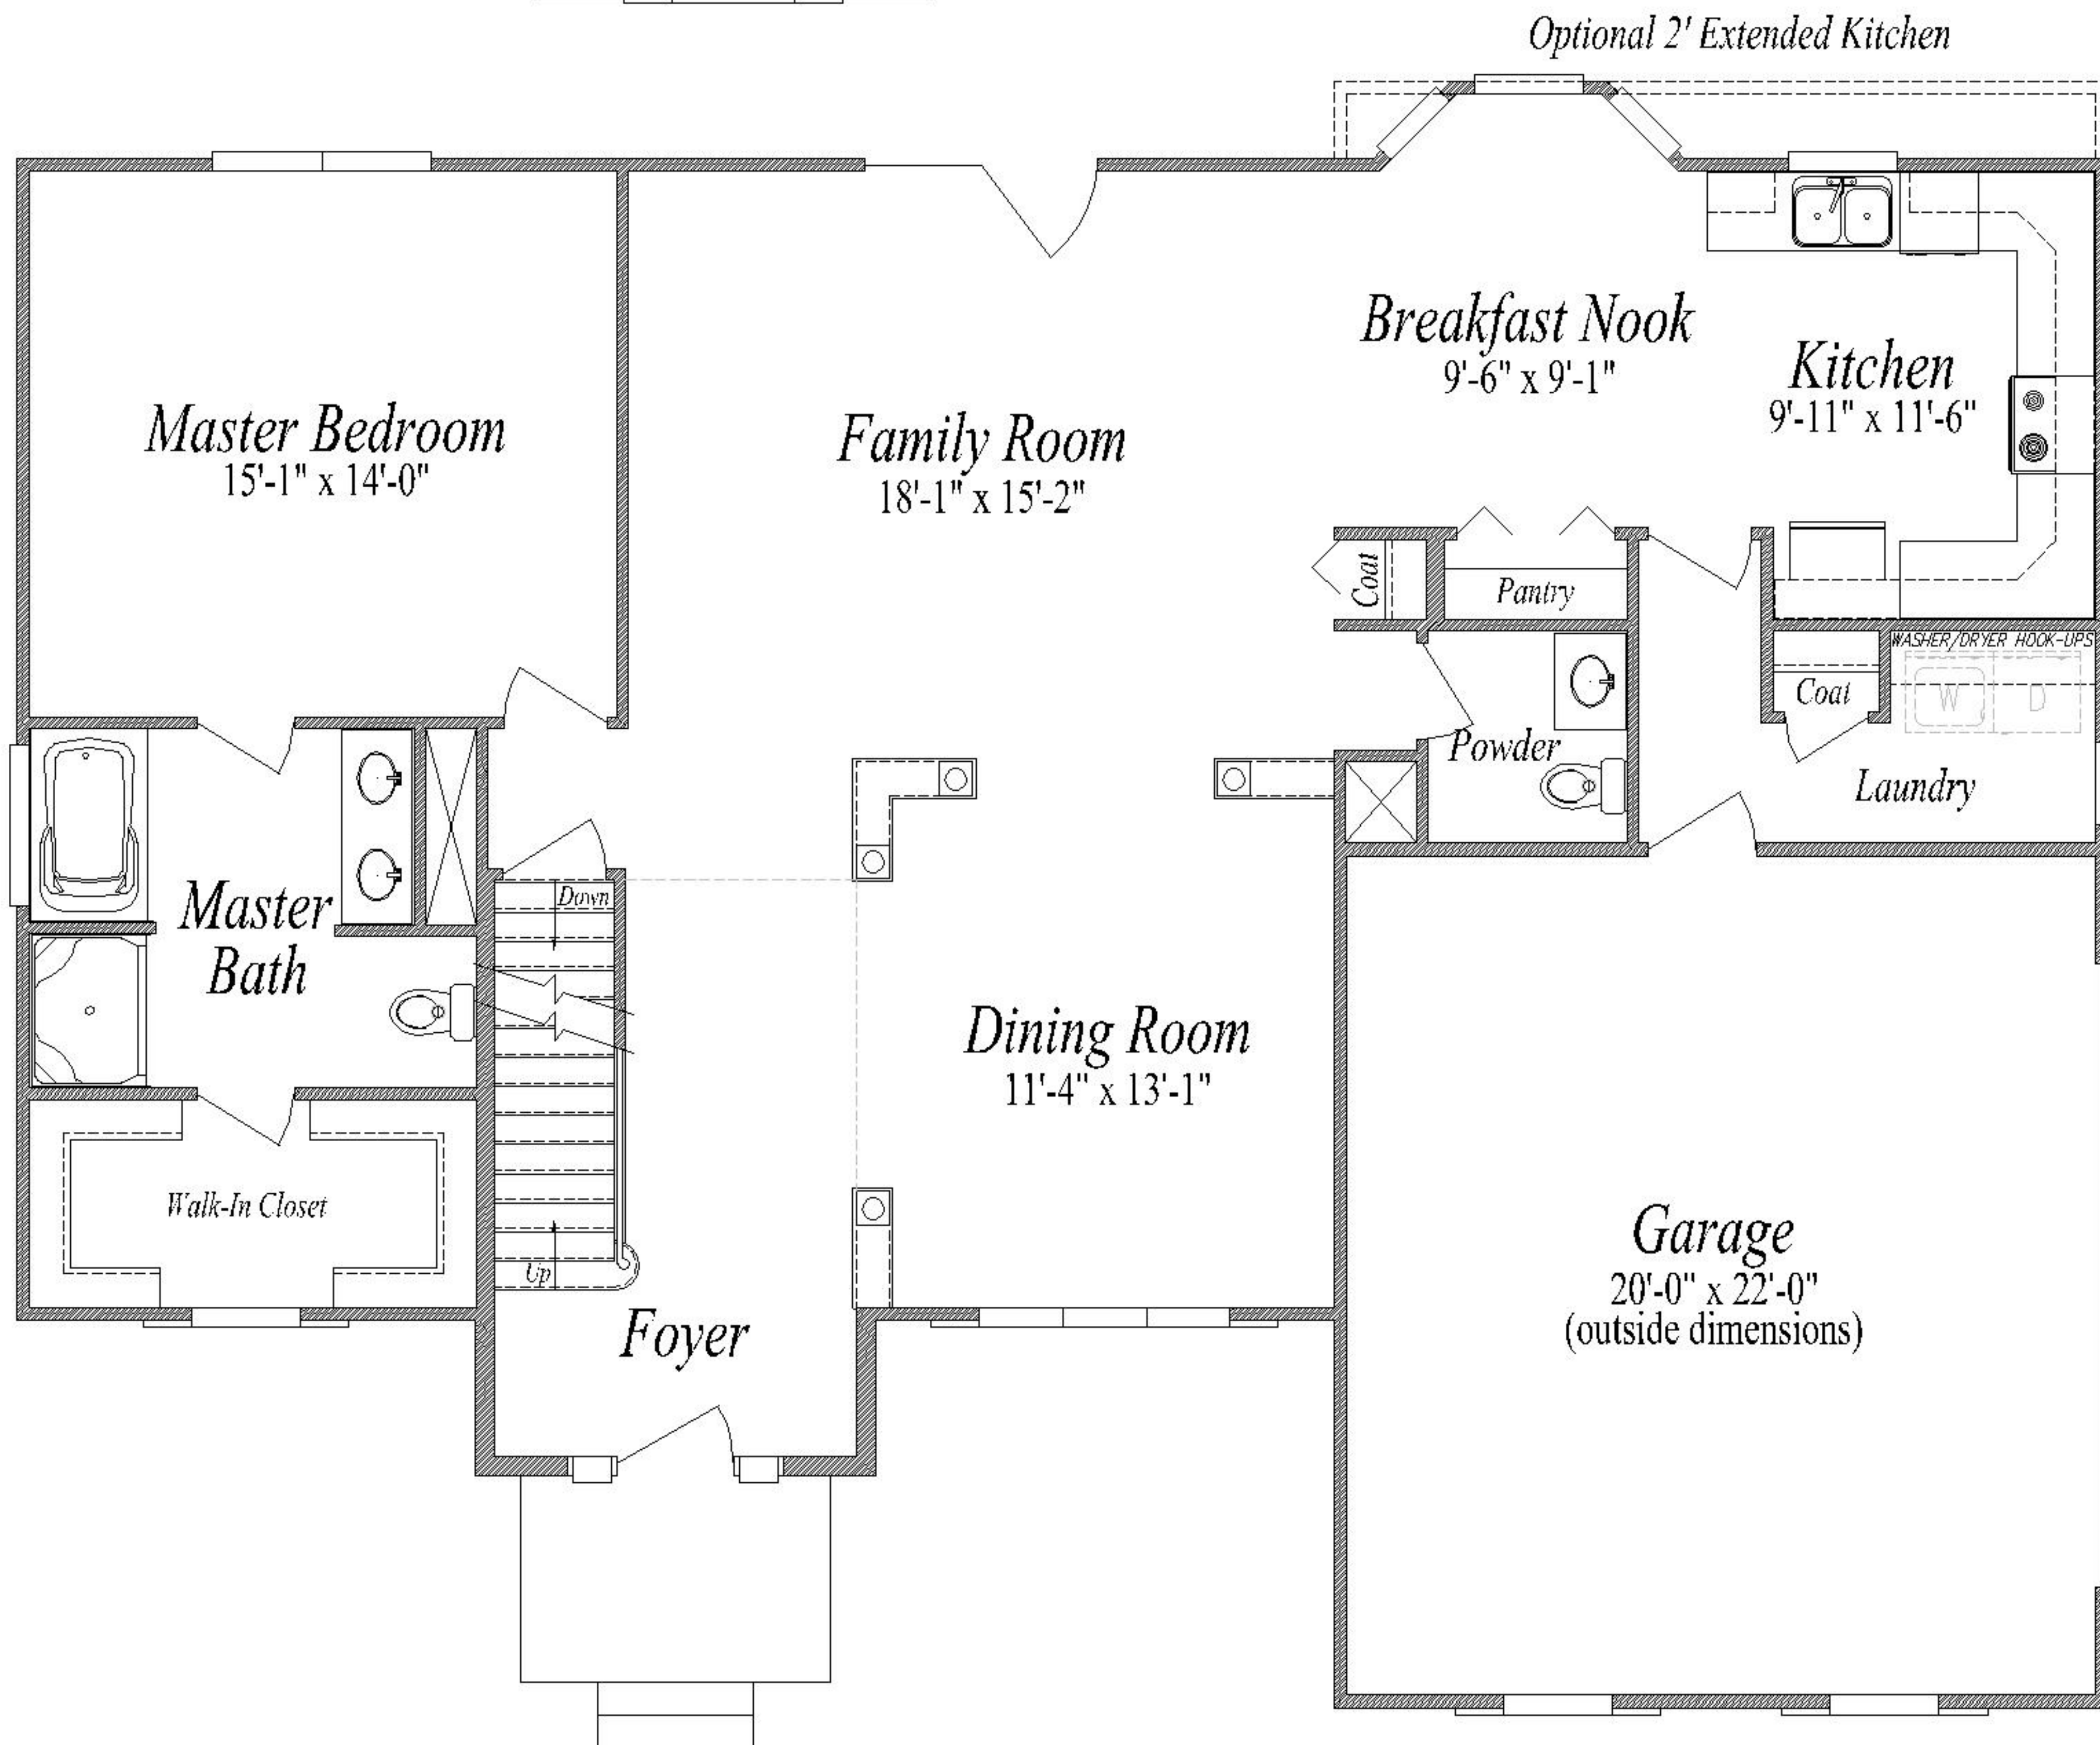 Optional 2' Extended Kitchen
Breakfast Nook
9'-6" x 9'-1"
Kitchen
9'-11" x 11'-6"
Master Bedroom
15'-1" x 14'-0"
Family Room
18'-1" x 15'-2"
Coat
Pantry
WASHER/DRYER HOOK-UPS
W
D
Coat
Powder
Laundry
Down
Master
Bath
Dining Room
11'-4" x 13'-1"
Walk-In Closet
Up
Foyer
Garage
20'-0" x 22'-0"
(outside dimensions)